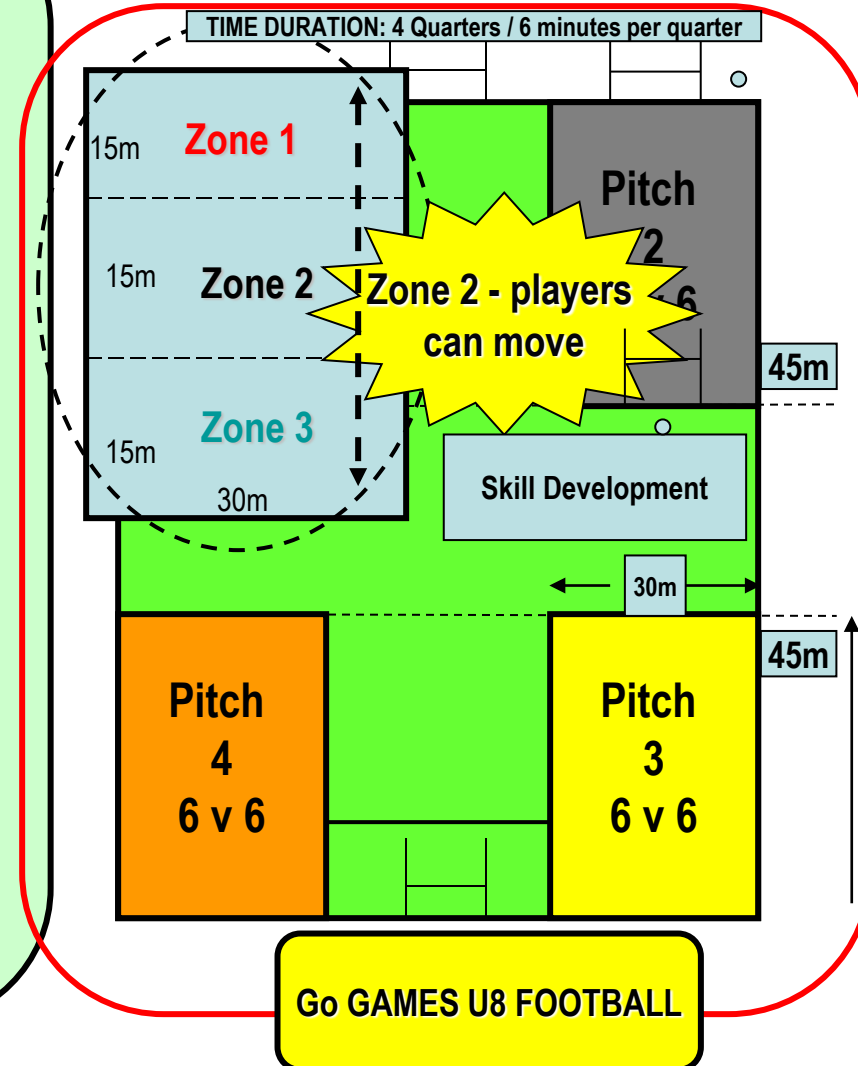 TIME DURATION: 4 Quarters / 6 minutes per quarter
15m
Zone 1
15m
Zone 2
15m
Zone 3
30m
Zone 2 - players
can move
Pitch
2
6
45m
Skill Development
30m
45m
Pitch
4
6 v 6
Pitch
3
6 v 6
Go GAMES U8 FOOTBALL